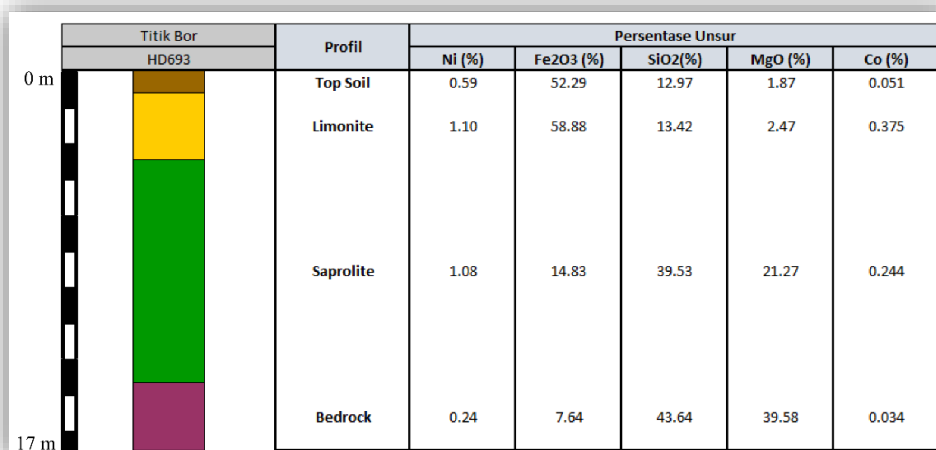 Titik Bor Profil Persentase Unsur
HD693 Ni (%) Fe2O3 (%) SiO2(%) MgO (%) Co (%)
0 m Top Soil 0.59 52.29 12.97 1.87 0.051
Limonite 1.10 58.88 13.42 2.47 0.375
Saprolite 1.08 14.83 39.53 21.27 0.244
Bedrock 0.24 7.64 43.64 39.58 0.034
17 m